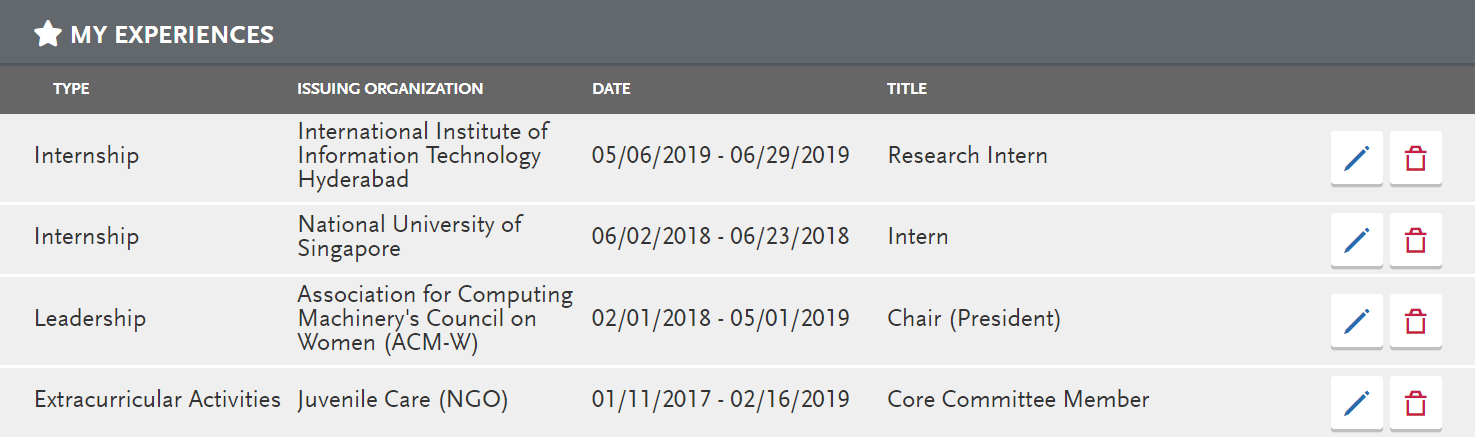 MY EXPERIENCES
TYPE ISSUING ORGANIZATION DATE TITLE
International Institute of
Internship Information Technology 05/06/2019 - 06/29/2019 Research Intern
Hyderabad
National University of
Internship Singapore 06/02/2018 - 06/23/2018 Intern
Association for Computing
Leadership Machinery's Council on 02/01/2018 - 05/01/2019 Chair (President)
Women (ACM-W)
Extracurricular Activities Juvenile Care (NGO) 01/11/2017 - 02/16/2019 Core Committee Member